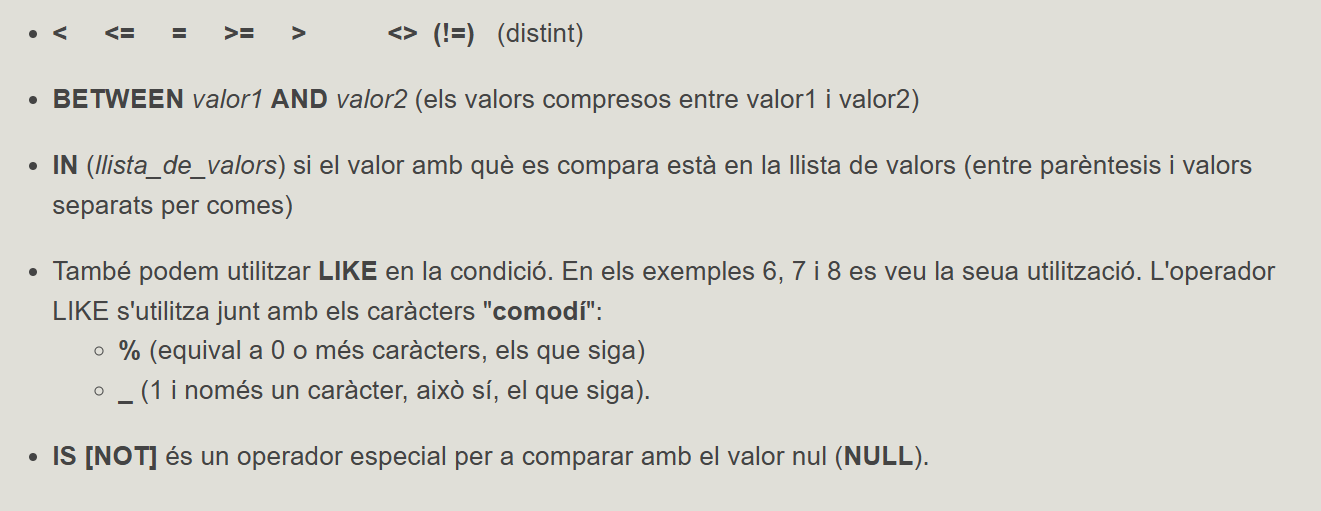 • < <= = >= > <> (!=) (distint)
• BETWEEN valor1 AND valor2 (els valors compresos entre valor1 i valor2)
• IN (llista_de_valors) si el valor amb què es compara està en la llista de valors (entre parèntesis i valors
separats per comes)
• També podem utilitzar LIKE en la condició. En els exemples 6, 7 i 8 es veu la seua utilització. L'operador
LIKE s'utilitza junt amb els caràcters "comodí":
◦ % (equival a 0 o més caràcters, els que siga)
◦ _ (1 i només un caràcter, això sí, el que siga).
• IS [NOT] és un operador especial per a comparar amb el valor nul (NULL).